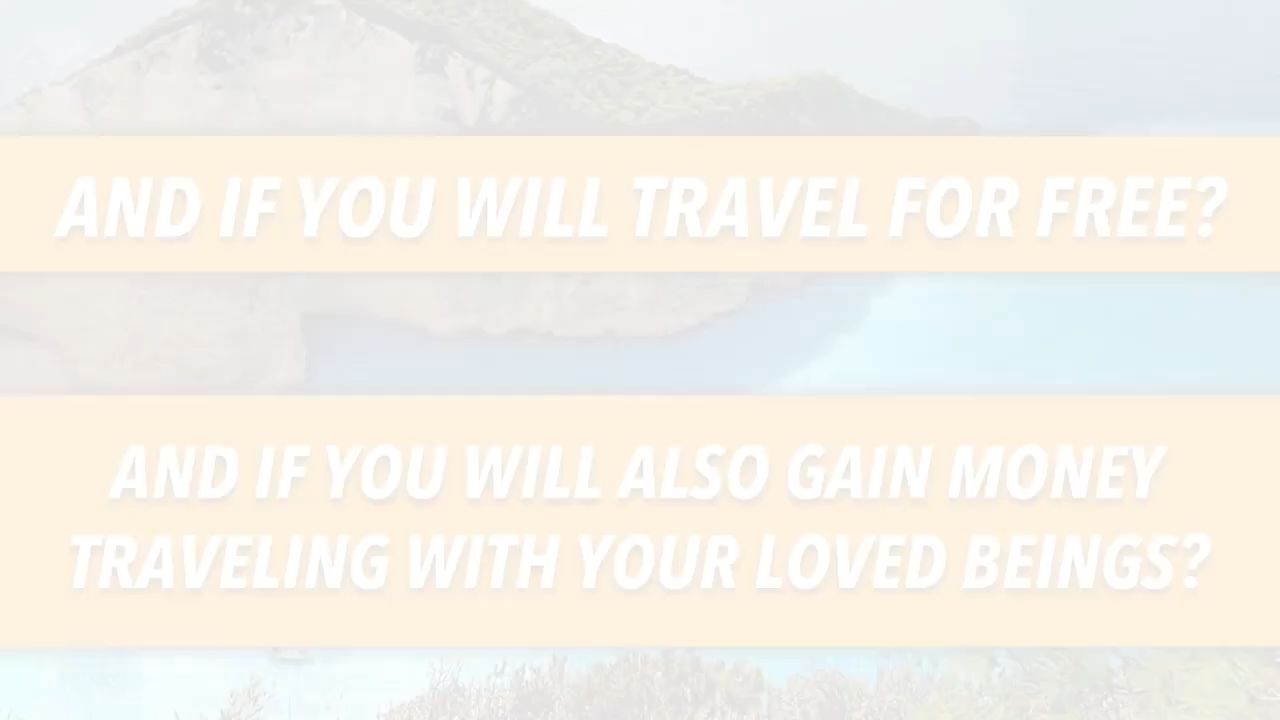 AND IF YOU WILL TRAVEL FOR FREE?
AND IF YOU WILL ALSO GAIN MONEY
TRAVELING WITH YOUR LOVED BEINGS?